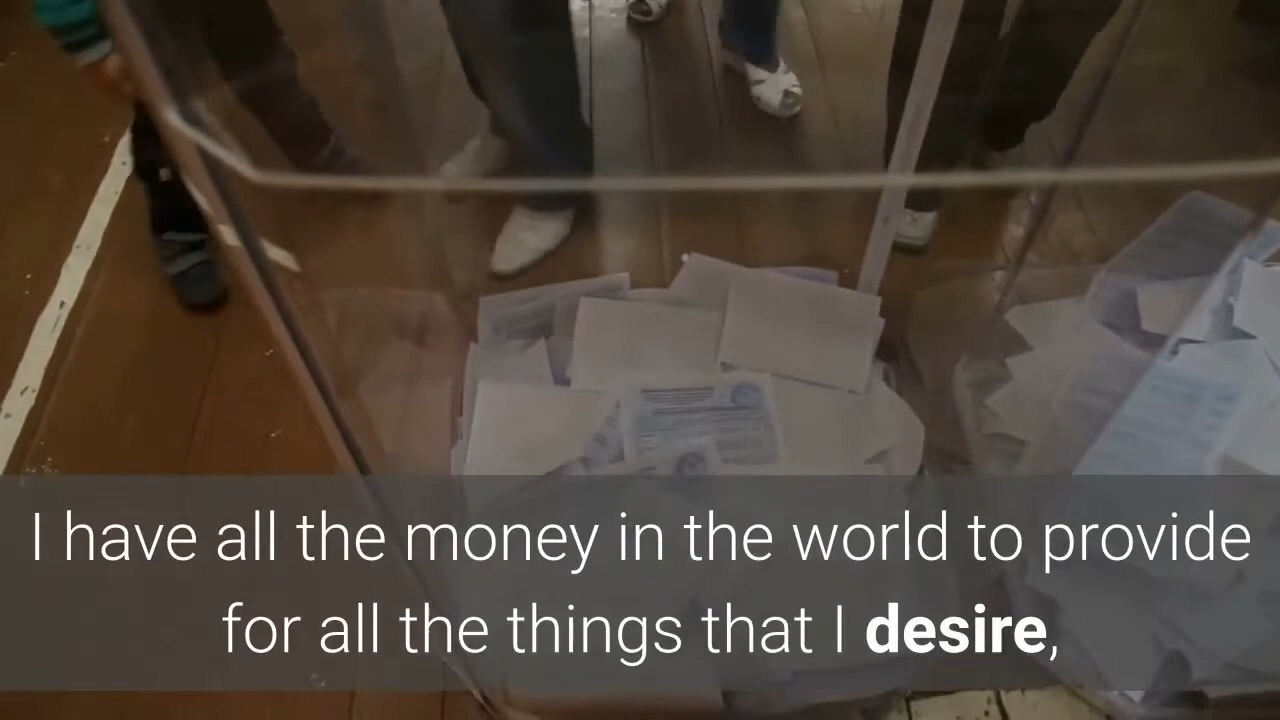 I have all the money in the world to provide
for all the things that I desire,